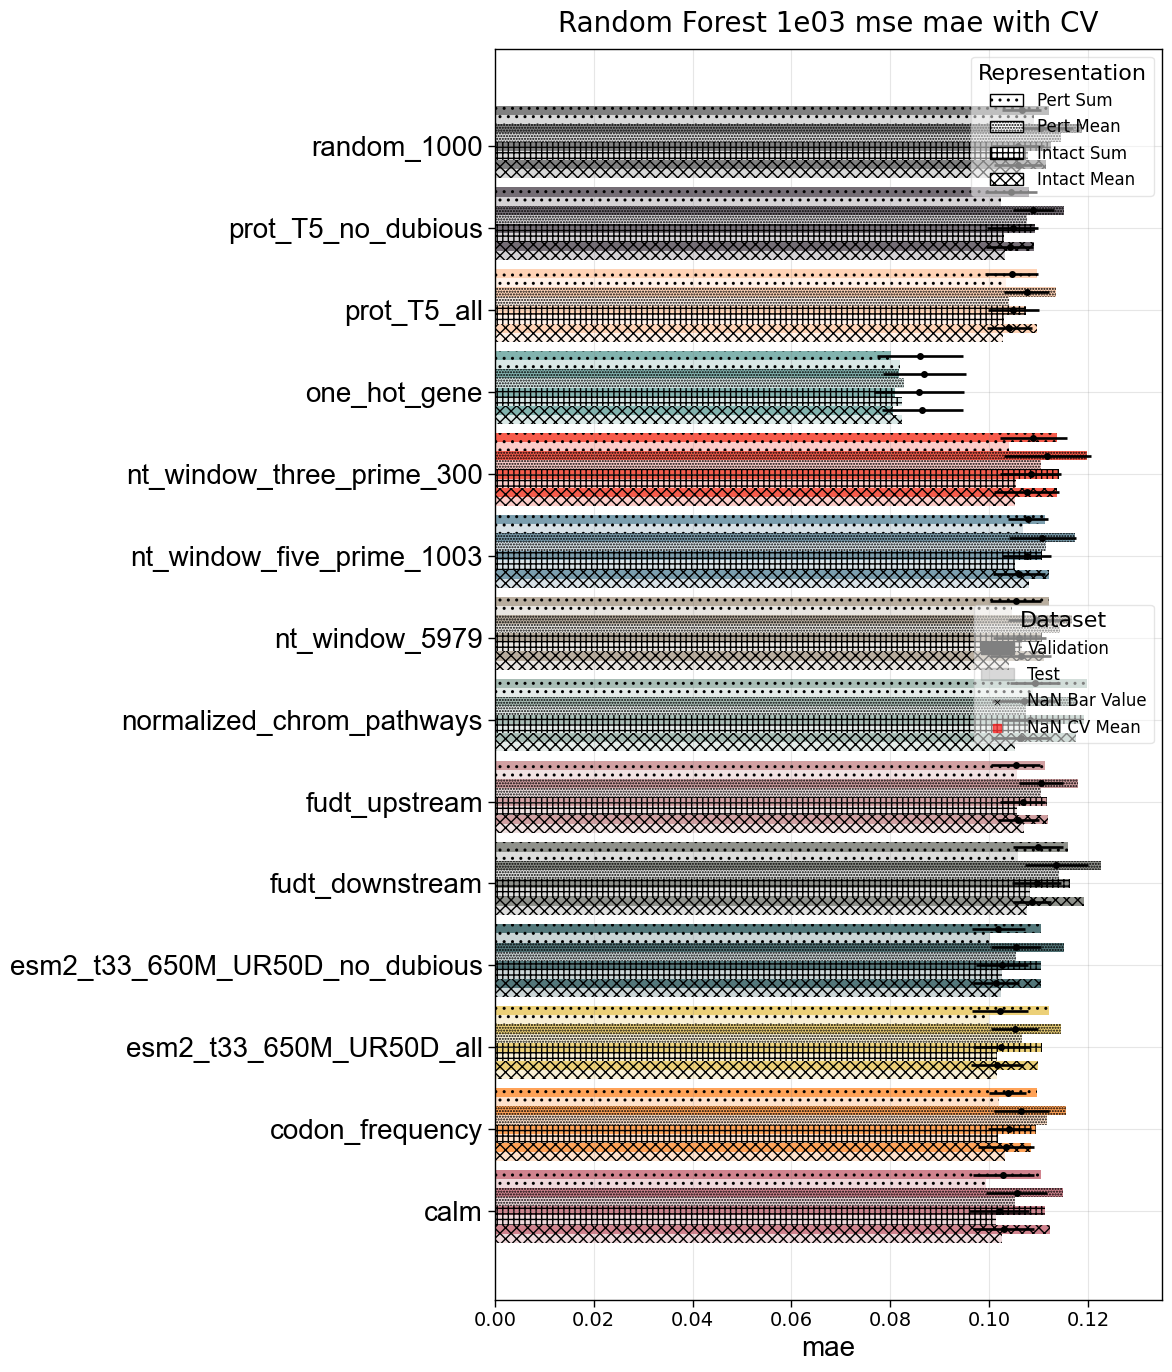 Random Forest 1e03 mse mae with CV
Representation
Pert Sum
Pert Mean
Intact Sum
Intact Mean
random_1000
prot_T5_no_dubious
prot_T5_all
one_hot_gene
nt_window_three_prime_300
nt_window_five_prime_1003
nt_window_5979
Dataset
Validation
Test
NaN Bar Value
NaN CV Mean
normalized_chrom_pathways
fudt_upstream
fudt_downstream
esm2_t33_650M_UR50D_no_dubious
esm2_t33_650M_UR50D_all
codon_frequency
calm
0.00 0.02 0.04 0.06 0.08 0.10 0.12
mae